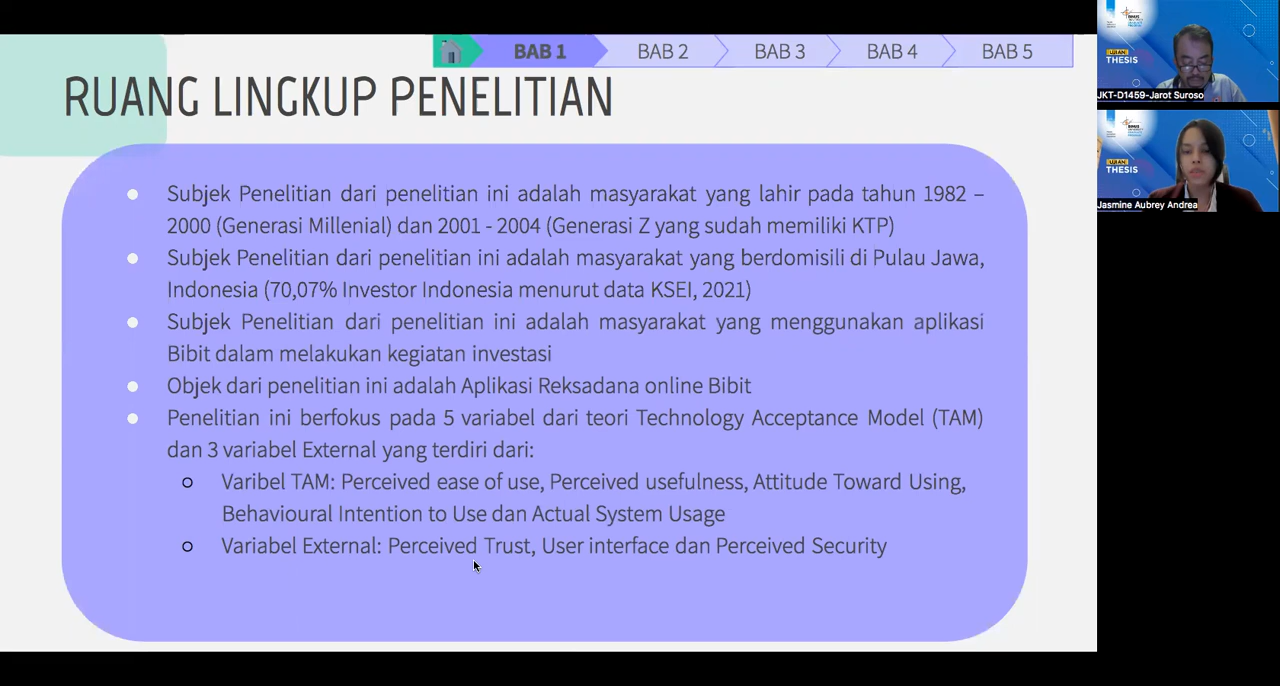 BAB 1
BAB 2
BAB 3
BAB 4
BAB 5
RUANG LINGKUP PENELITIAN
Subjek Penelitian dari penelitian ini adalah masyarakat yang lahir pada tahun 1982 –
2000 (Generasi Millenial) dan 2001 - 2004 (Generasi Z yang sudah memiliki KTP)
Subjek Penelitian dari penelitian ini adalah masyarakat yang berdomisili di Pulau Jawa,
Indonesia (70,07% Investor Indonesia menurut data KSEI, 2021)
Subjek Penelitian dari penelitian ini adalah masyarakat yang menggunakan aplikasi
Bibit dalam melakukan kegiatan investasi
Objek dari penelitian ini adalah Aplikasi Reksadana online Bibit
Penelitian ini berfokus pada 5 variabel dari teori Technology Acceptance Model (TAM)
dan 3 variabel External yang terdiri dari:
Varibel TAM: Perceived ease of use, Perceived usefulness, Attitude Toward Using,
Behavioural Intention to Use dan Actual System Usage
Variabel External: Perceived Trust, User interface dan Perceived Security
UJIAN
THESIS
JKT-D1459-Jarot Suroso
UJIAN
THESIS
Jasmine Aubrey Andrea